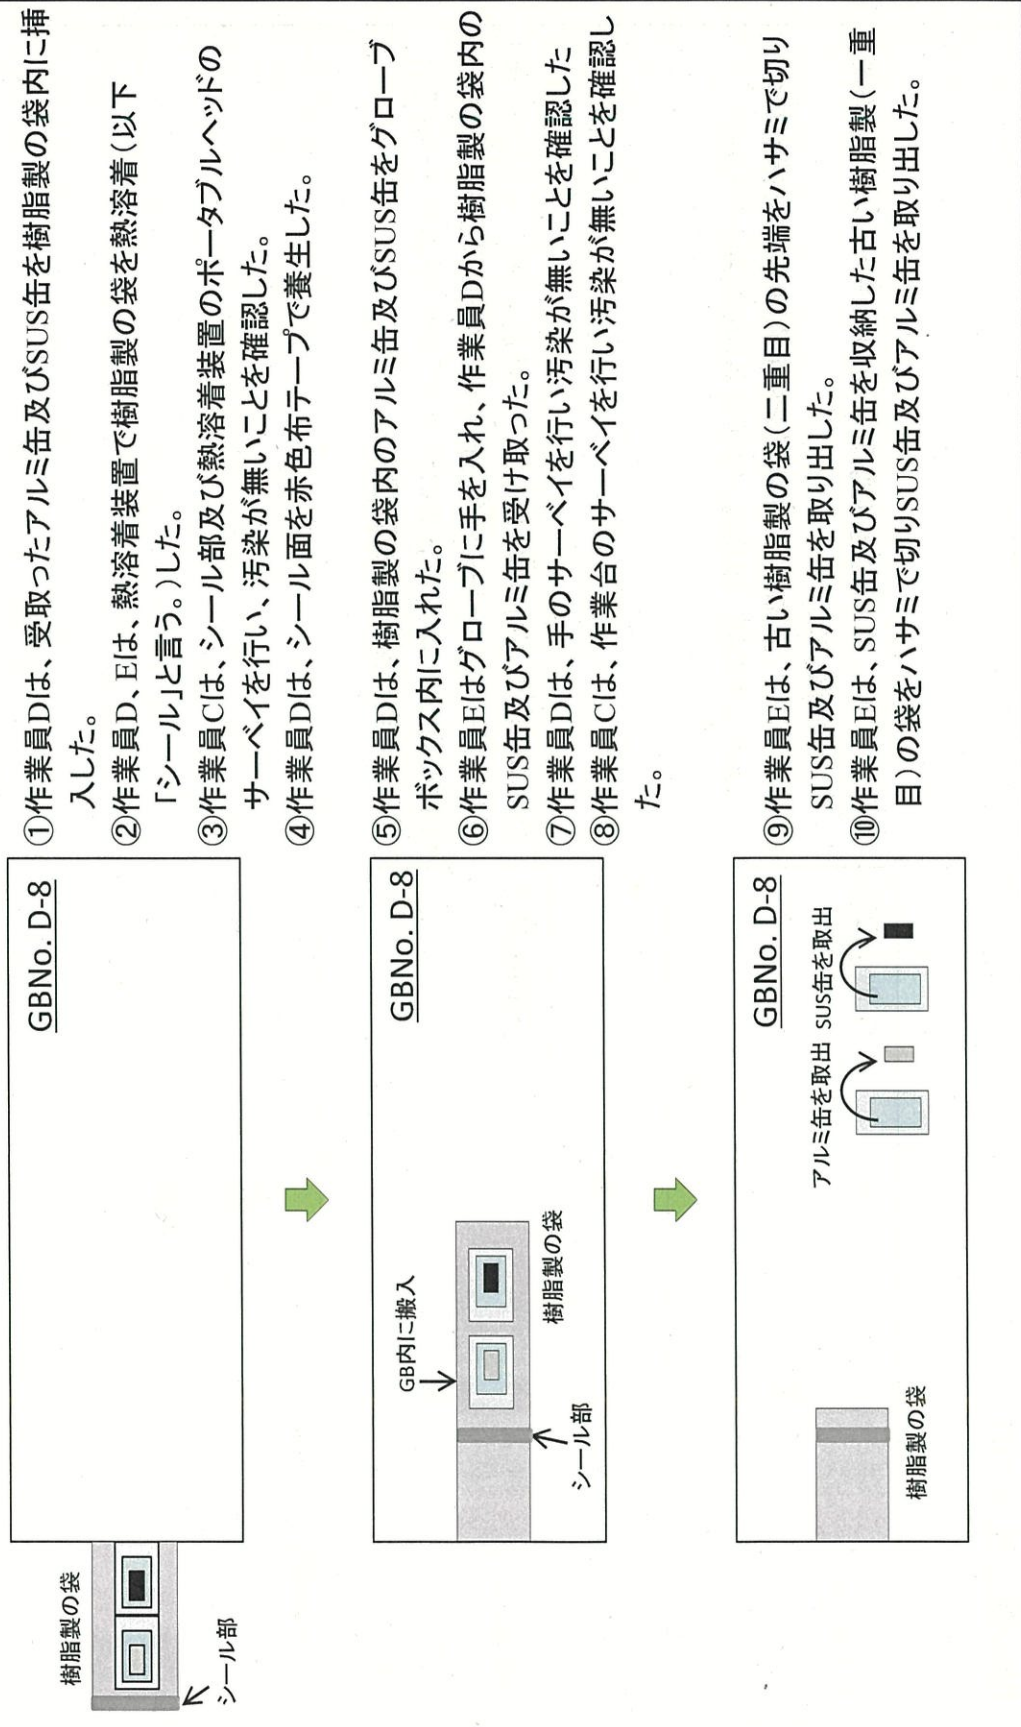 GBNo. D-8
樹脂製の袋
シール部
①作業員Dは、受取ったアルミ缶及びSUS缶を樹脂製の袋内に挿
入した。
②作業員D、Eは、熱溶着装置で樹脂製の袋を熱溶着(以下
「シール」と言う。)した。
③作業員Cは、シール部及び熱溶着装置のポータブルヘッドの
サーベイを行い、汚染が無いことを確認した。
④作業員Dは、シール面を赤色布テープで養生した。
GBNo. D-8
GB内に搬入
シール部
樹脂製の袋
⑤作業員Dは、樹脂製の袋内のアルミ缶及びSUS缶をグローブ
ボックス内に入れた。
⑥作業員Eはグローブに手を入れ、作業員Dから樹脂製の袋内の
SUS缶及びアルミ缶を受け取った。
⑦作業員Dは、手のサーベイを行い汚染が無いことを確認した
⑧作業員Cは、作業台のサーベイを行い汚染が無いことを確認し
た。
GBNo. D-8
アルミ缶を取出
SUS缶を取出
樹脂製の袋
⑨作業員Eは、古い樹脂製の袋(二重目)の先端をハサミで切り
SUS缶及びアルミ缶を取り出した。
⑩作業員Eは、SUS缶及びアルミ缶を収納した古い樹脂製(一重
目)の袋をハサミで切りSUS缶及びアルミ缶を取り出した。